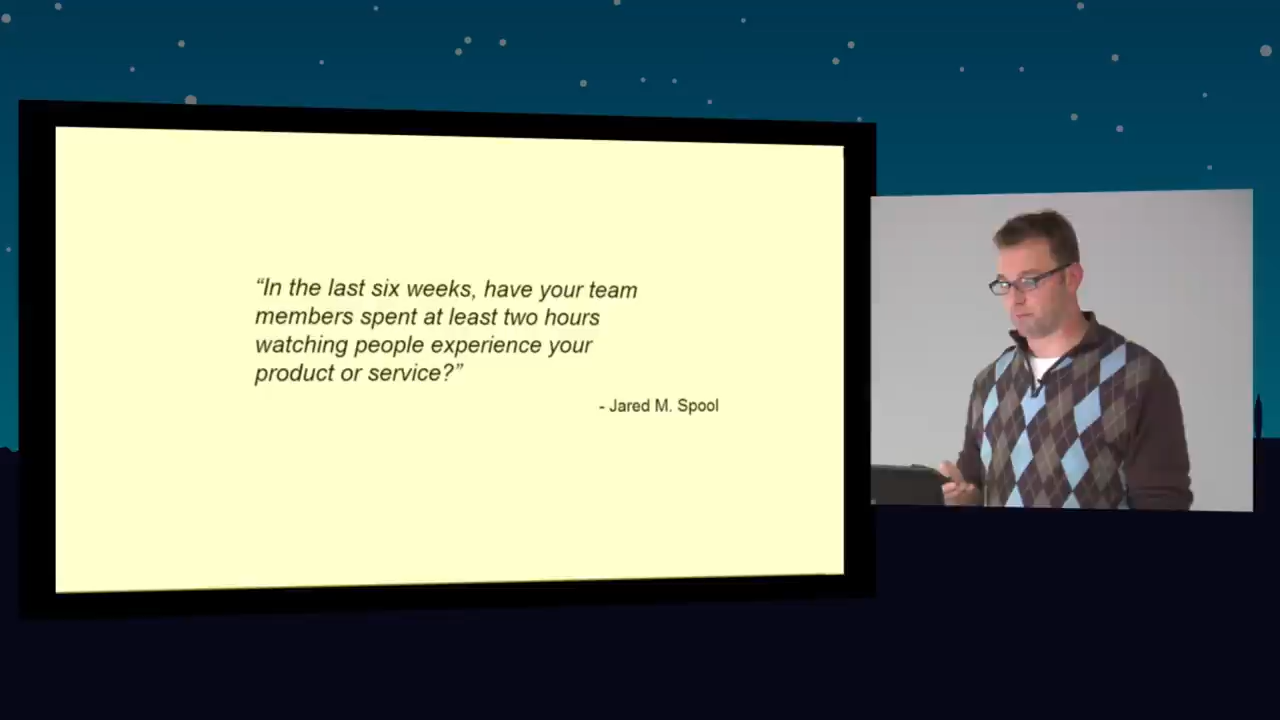 “In the last six weeks, have your team
members spent at least two hours
watching people experience your
product or service?”
- Jared M. Spool